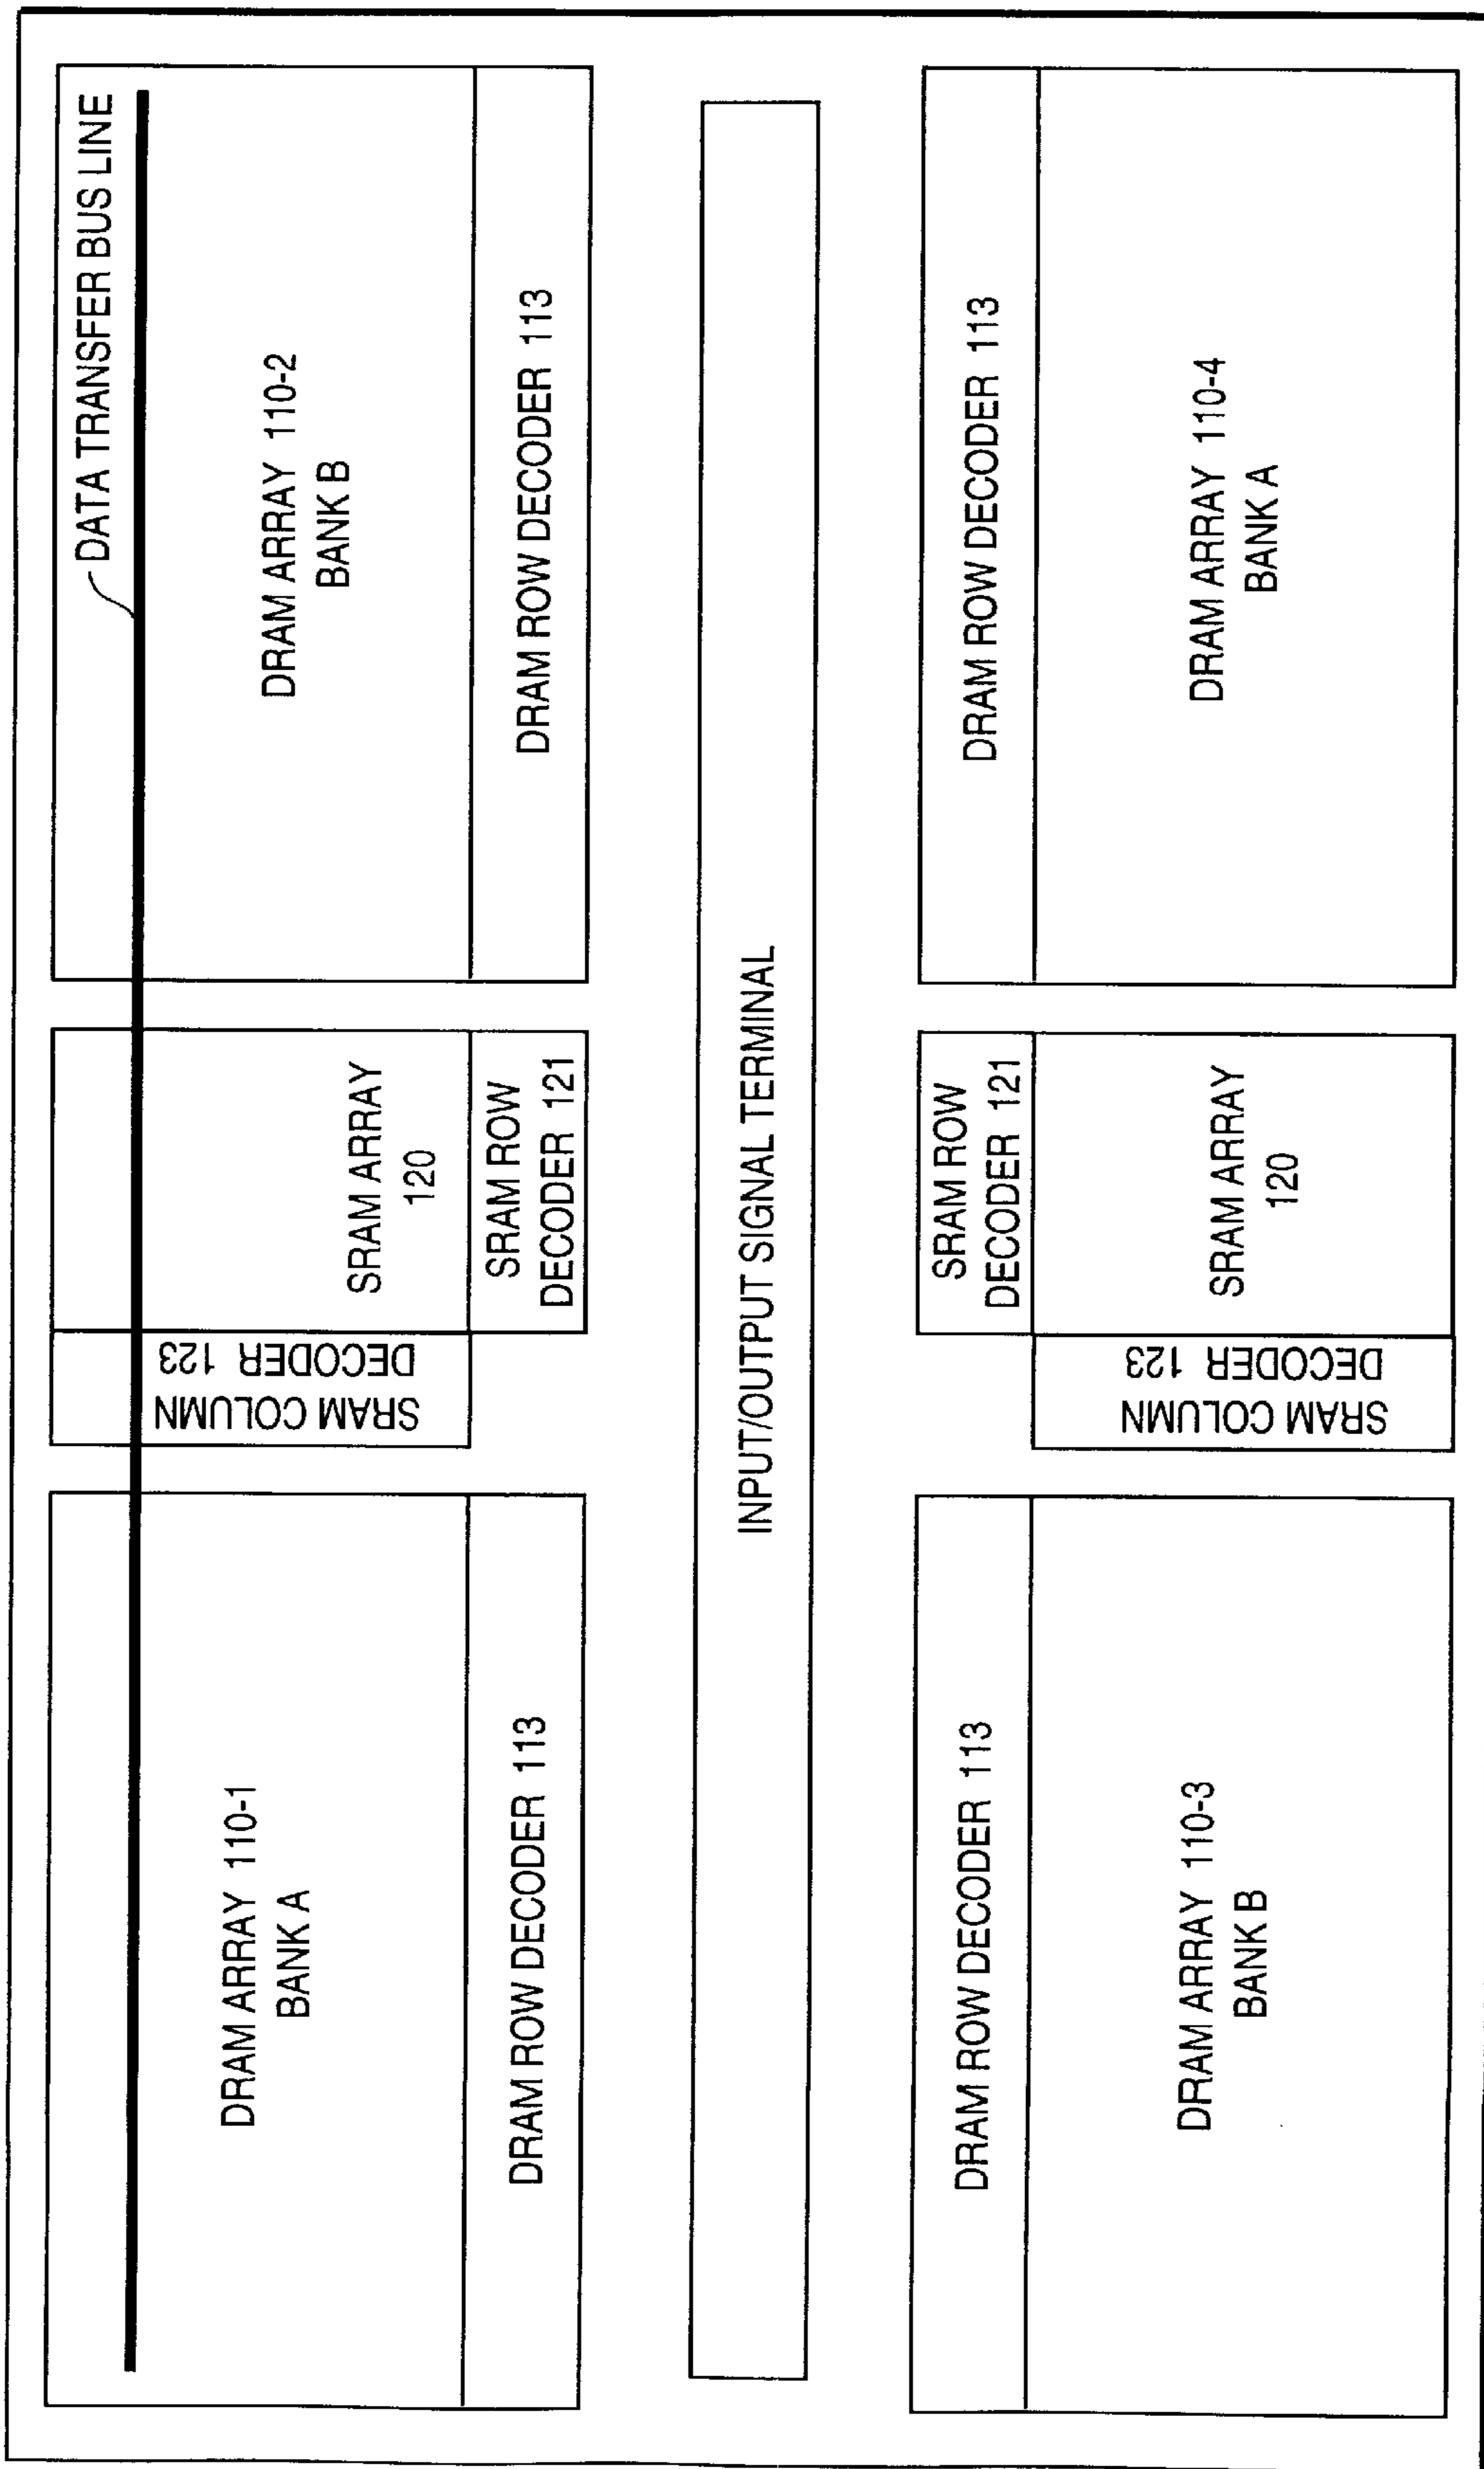 DATA TRANSFER BUS LINE
DRAM ARRAY 110-1
BANK A
DRAM ROW DECODER 113
SRAM COLUMN
DECODER 123
SRAM ARRAY
120
SRAM ROW
DECODER 121
DRAM ARRAY 110-2
BANK B
DRAM ROW DECODER 113
INPUT/OUTPUT SIGNAL TERMINAL
DRAM ROW DECODER 113
DRAM ARRAY 110-3
BANK B
SRAM COLUMN
DECODER 123
SRAM ROW
DECODER 121
SRAM ARRAY
120
DRAM ROW DECODER 113
DRAM ARRAY 110-4
BANK A